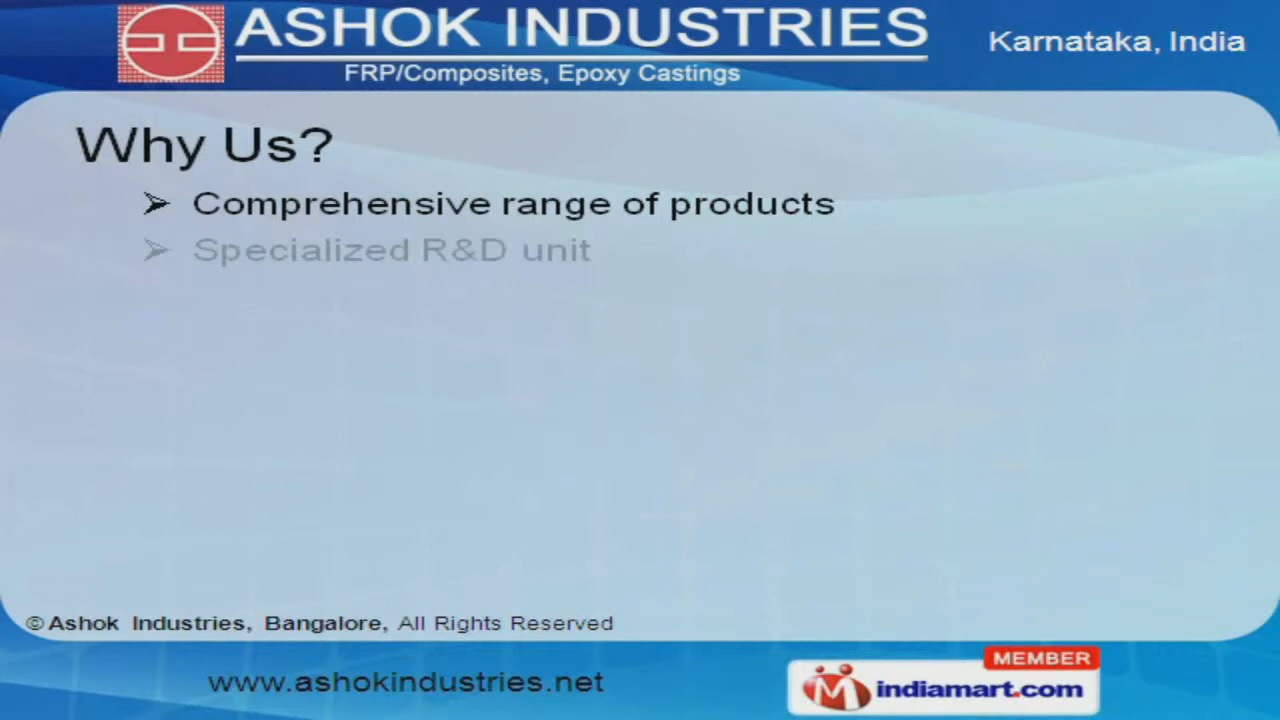 ASHOK INDUSTRIES
FRP/Composites, Epoxy Castings
Karnataka, India
Why Us?
➢ Comprehensive range of products
➢ Specialized R&D unit
©Ashok Industries, Bangalore, All Rights Reserved
www.ashokindustries.net
MEMBER
indiamart.com